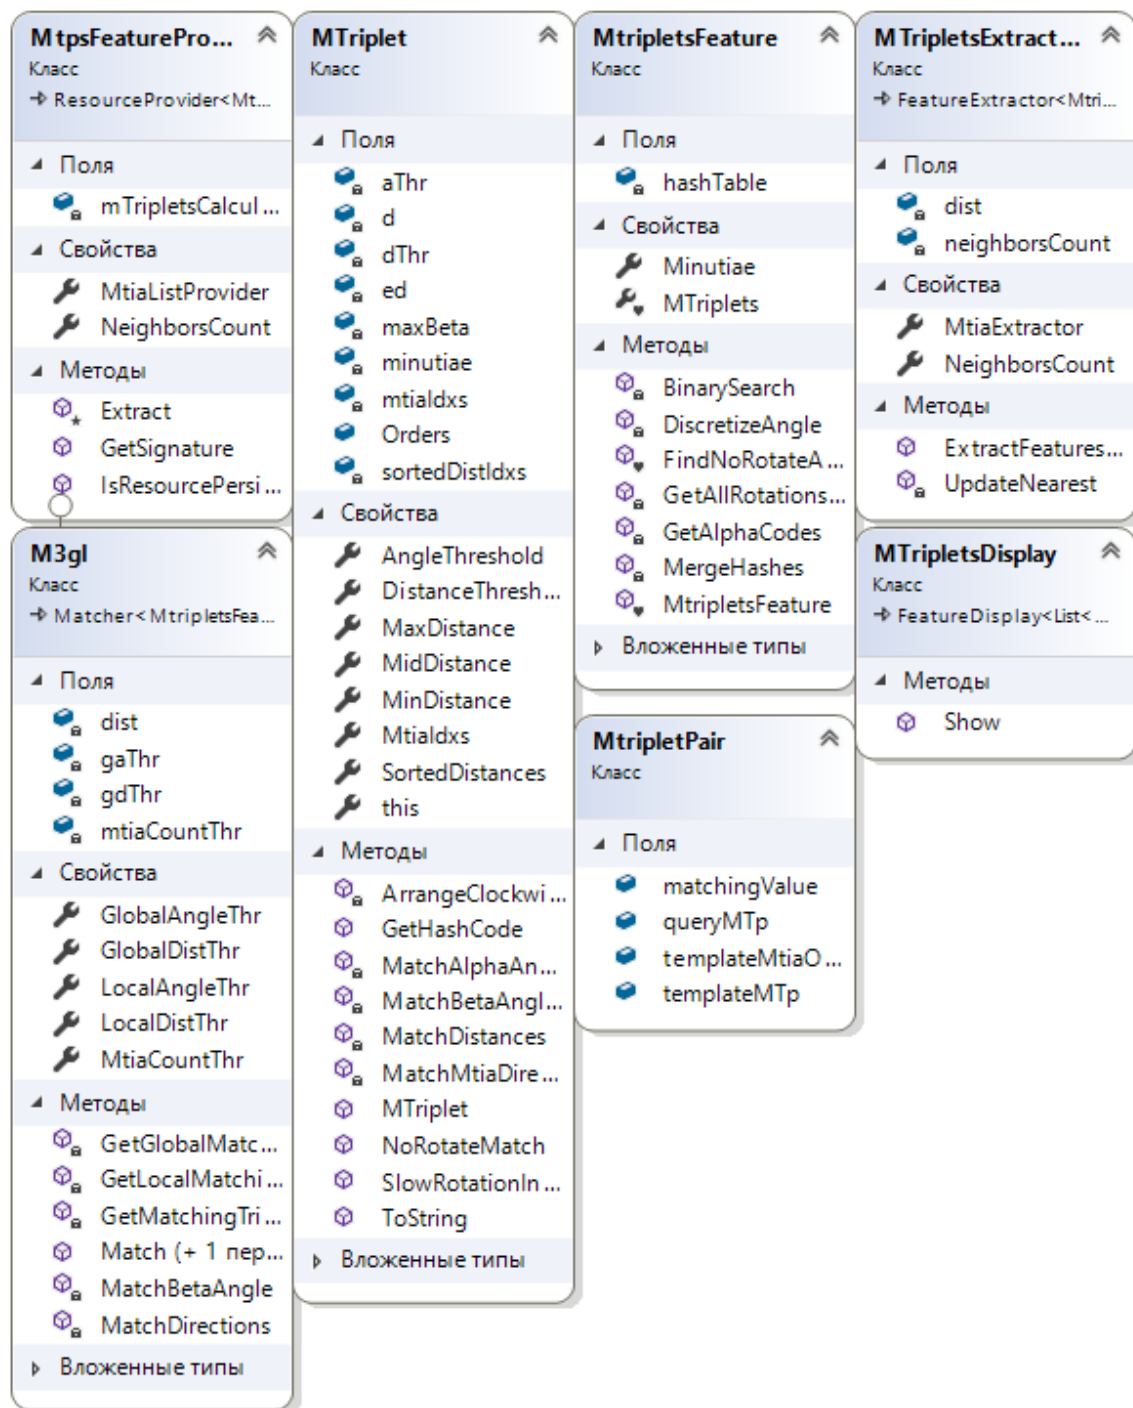 MtpsFeaturePro...
Класс
ResourceProvider<Mt...
Поля
mTripletsCalcul...
Свойства
MtiaListProvider
NeighborsCount
Методы
Extract
GetSignature
IsResourcePersi...
M3gl
Класс
Matcher<MtripletsFea...
Поля
dist
gaThr
gdThr
mtiaCountThr
Свойства
GlobalAngleThr
GlobalDistThr
LocalAngleThr
LocalDistThr
MtiaCountThr
Методы
GetGlobalMatc...
GetLocalMatchi...
GetMatchingTri...
Match (+ 1 пер...
MatchBetaAngle
MatchDirections
Вложенные типы
MTriplet
Класс
Поля
aThr
d
dThr
ed
maxBeta
minutiae
mtiaIdxs
Orders
sortedDistIdxs
Свойства
AngleThreshold
DistanceThresh...
MaxDistance
MidDistance
MinDistance
MtiaIdxs
SortedDistances
this
Методы
ArrangeClockwi...
GetHashCode
MatchAlphaAn...
MatchBetaAngl...
MatchDistances
MatchMtiaDire...
MTriplet
NoRotateMatch
SlowRotationIn...
ToString
Вложенные типы
MtripletsFeature
Класс
Поля
hashTable
Свойства
Minutiae
MTriplets
Методы
BinarySearch
DiscretizeAngle
FindNoRotateA...
GetAllRotations...
GetAlphaCodes
MergeHashes
MtripletsFeature
Вложенные типы
MtripletPair
Класс
Поля
matchingValue
queryMTp
templateMtiaO...
templateMTp
MTripletsExtract...
Класс
FeatureExtractor<Mtri...
Поля
dist
neighborsCount
Свойства
MtiaExtractor
NeighborsCount
Методы
ExtractFeatures...
UpdateNearest
MTripletsDisplay
Класс
FeatureDisplay<List<...
Методы
Show